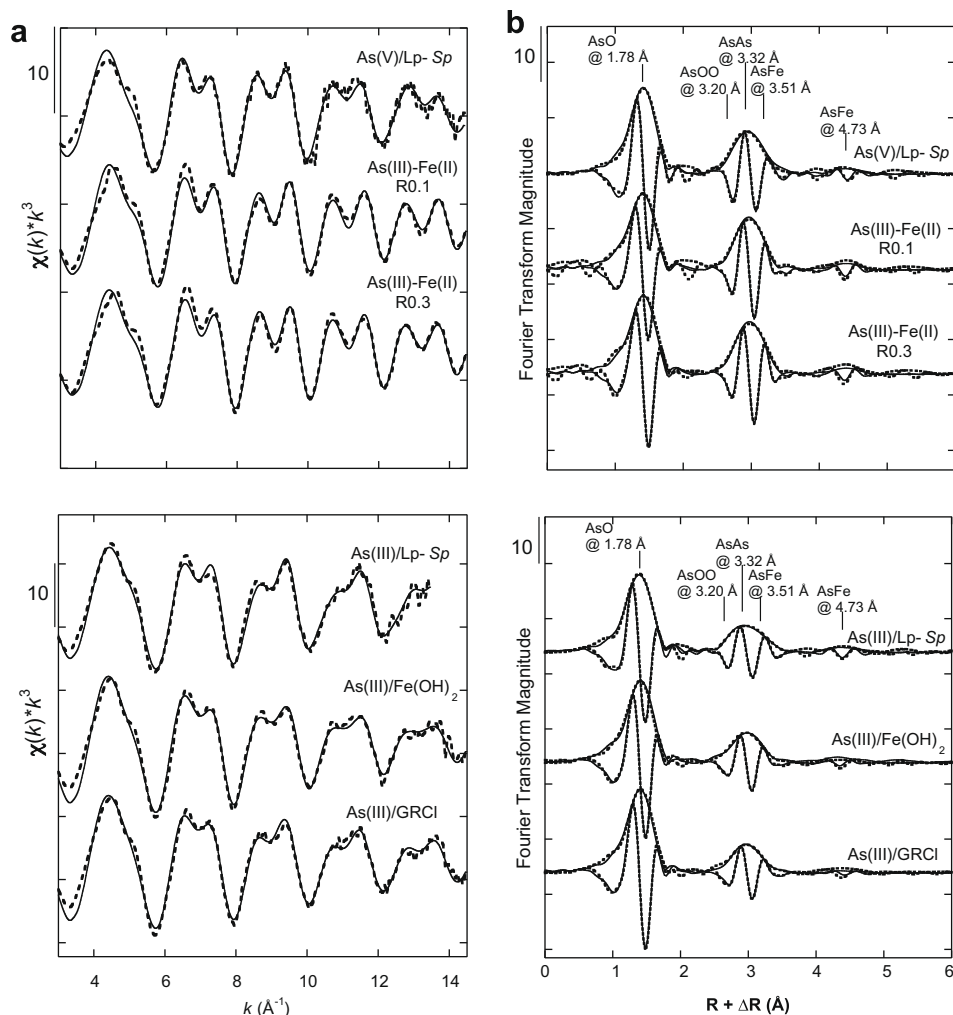 a
10
As(V)/Lp- Sp
As(III)-Fe(II)
R0.1
As(III)-Fe(II)
R0.3
χ(k)*k³
b
10
AsO
@ 1.78 Å
AsAs
@ 3.32 Å
AsOO
@ 3.20 Å
AsFe
@ 3.51 Å
AsFe
@ 4.73 Å
As(V)/Lp- Sp
As(III)-Fe(II)
R0.1
As(III)-Fe(II)
R0.3
Fourier Transform Magnitude
10
As(III)/Lp- Sp
As(III)/Fe(OH)₂
As(III)/GRCl
χ(k)*k³
4 6 8 10 12 14
k (Å⁻¹)
10
AsO
@ 1.78 Å
AsAs
@ 3.32 Å
AsOO
@ 3.20 Å
AsFe
@ 3.51 Å
AsFe
@ 4.73 Å
As(III)/Lp- Sp
As(III)/Fe(OH)₂
As(III)/GRCl
Fourier Transform Magnitude
0 1 2 3 4 5 6
R + ΔR (Å)